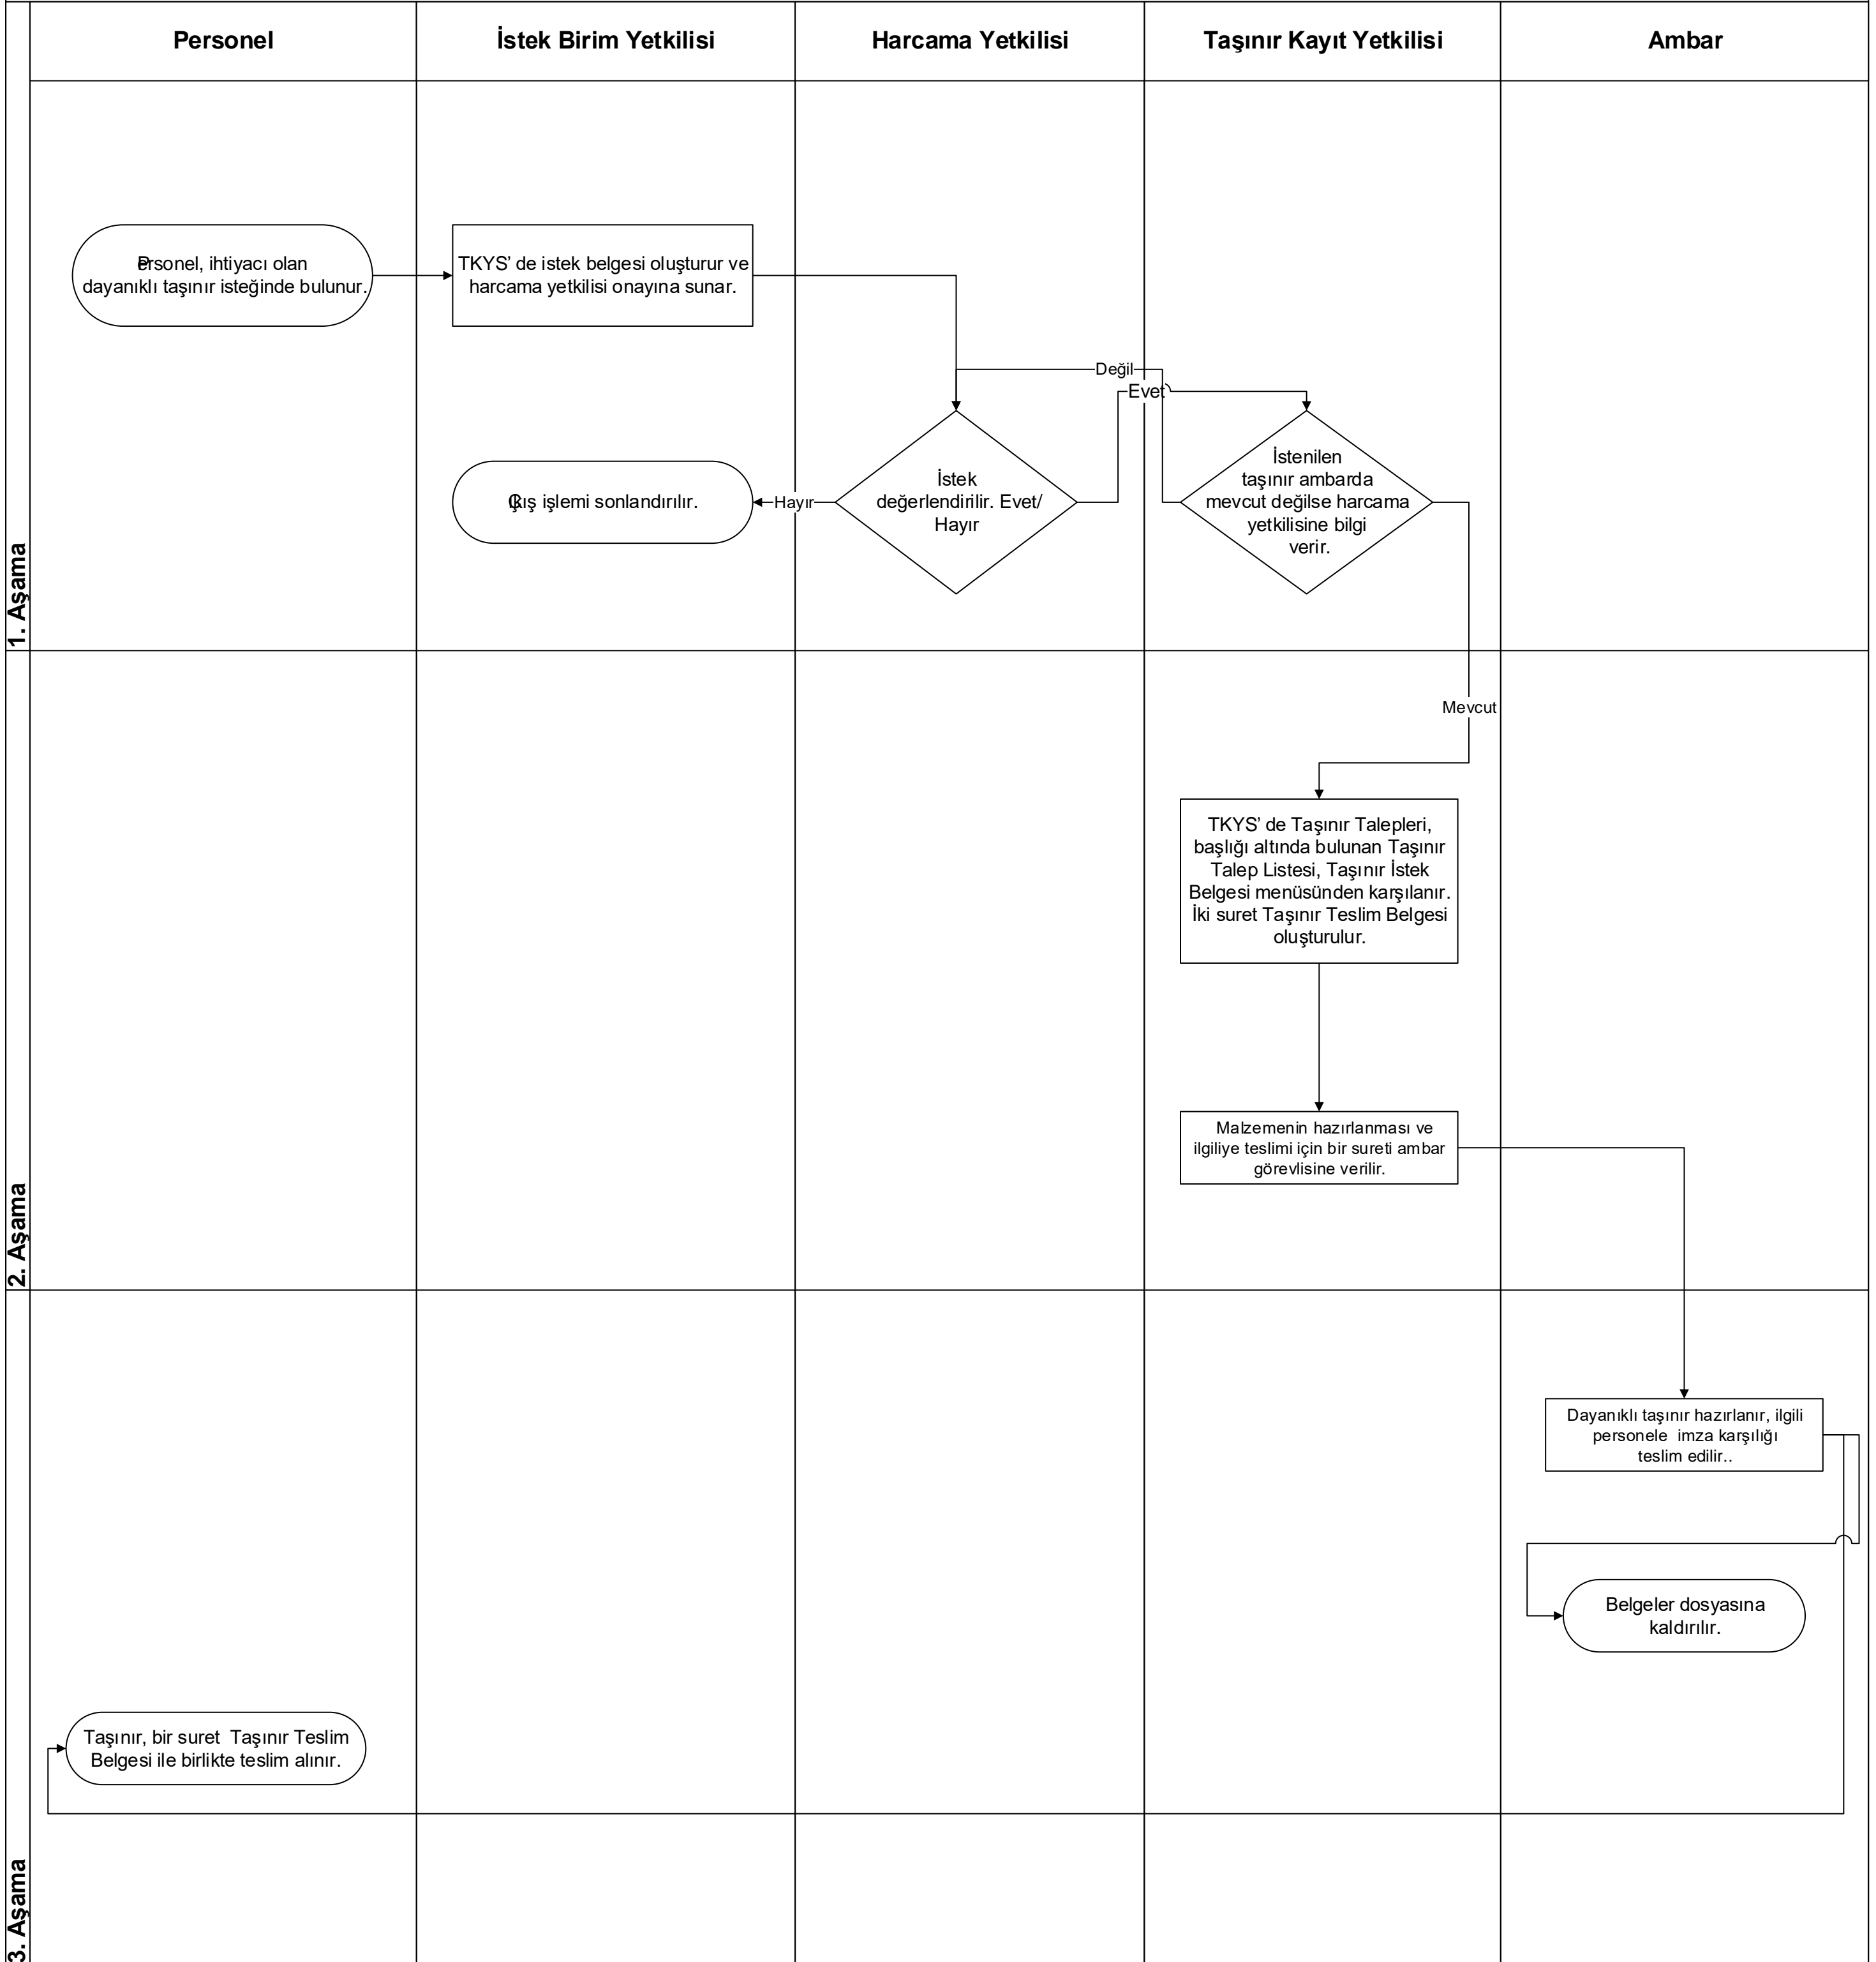 Personel
İstek Birim Yetkilisi
Harcama Yetkilisi
Taşınır Kayıt Yetkilisi
Ambar
1. Aşama
Personel, ihtiyacı olan
dayanıklı taşınır isteğinde bulunur.
TKYS’ de istek belgesi oluşturur ve
harcama yetkilisi onayına sunar.
Değil
Evet
Çıkış işlemi sonlandırılır.
Hayır
İstek
değerlendirilir. Evet/
Hayır
İstenilen
taşınır ambarda
mevcut değilse harcama
yetkilisine bilgi
verir.
2. Aşama
Mevcut
TKYS’ de Taşınır Talepleri,
başlığı altında bulunan Taşınır
Talep Listesi, Taşınır İstek
Belgesi menüsünden karşılanır.
İki suret Taşınır Teslim Belgesi
oluşturulur.
Malzemenin hazırlanması ve
ilgiliye teslimi için bir sureti ambar
görevlisine verilir.
3. Aşama
Dayanıklı taşınır hazırlanır, ilgili
personele imza karşılığı
teslim edilir..
Belgeler dosyasına
kaldırılır.
Taşınır, bir suret Taşınır Teslim
Belgesi ile birlikte teslim alınır.